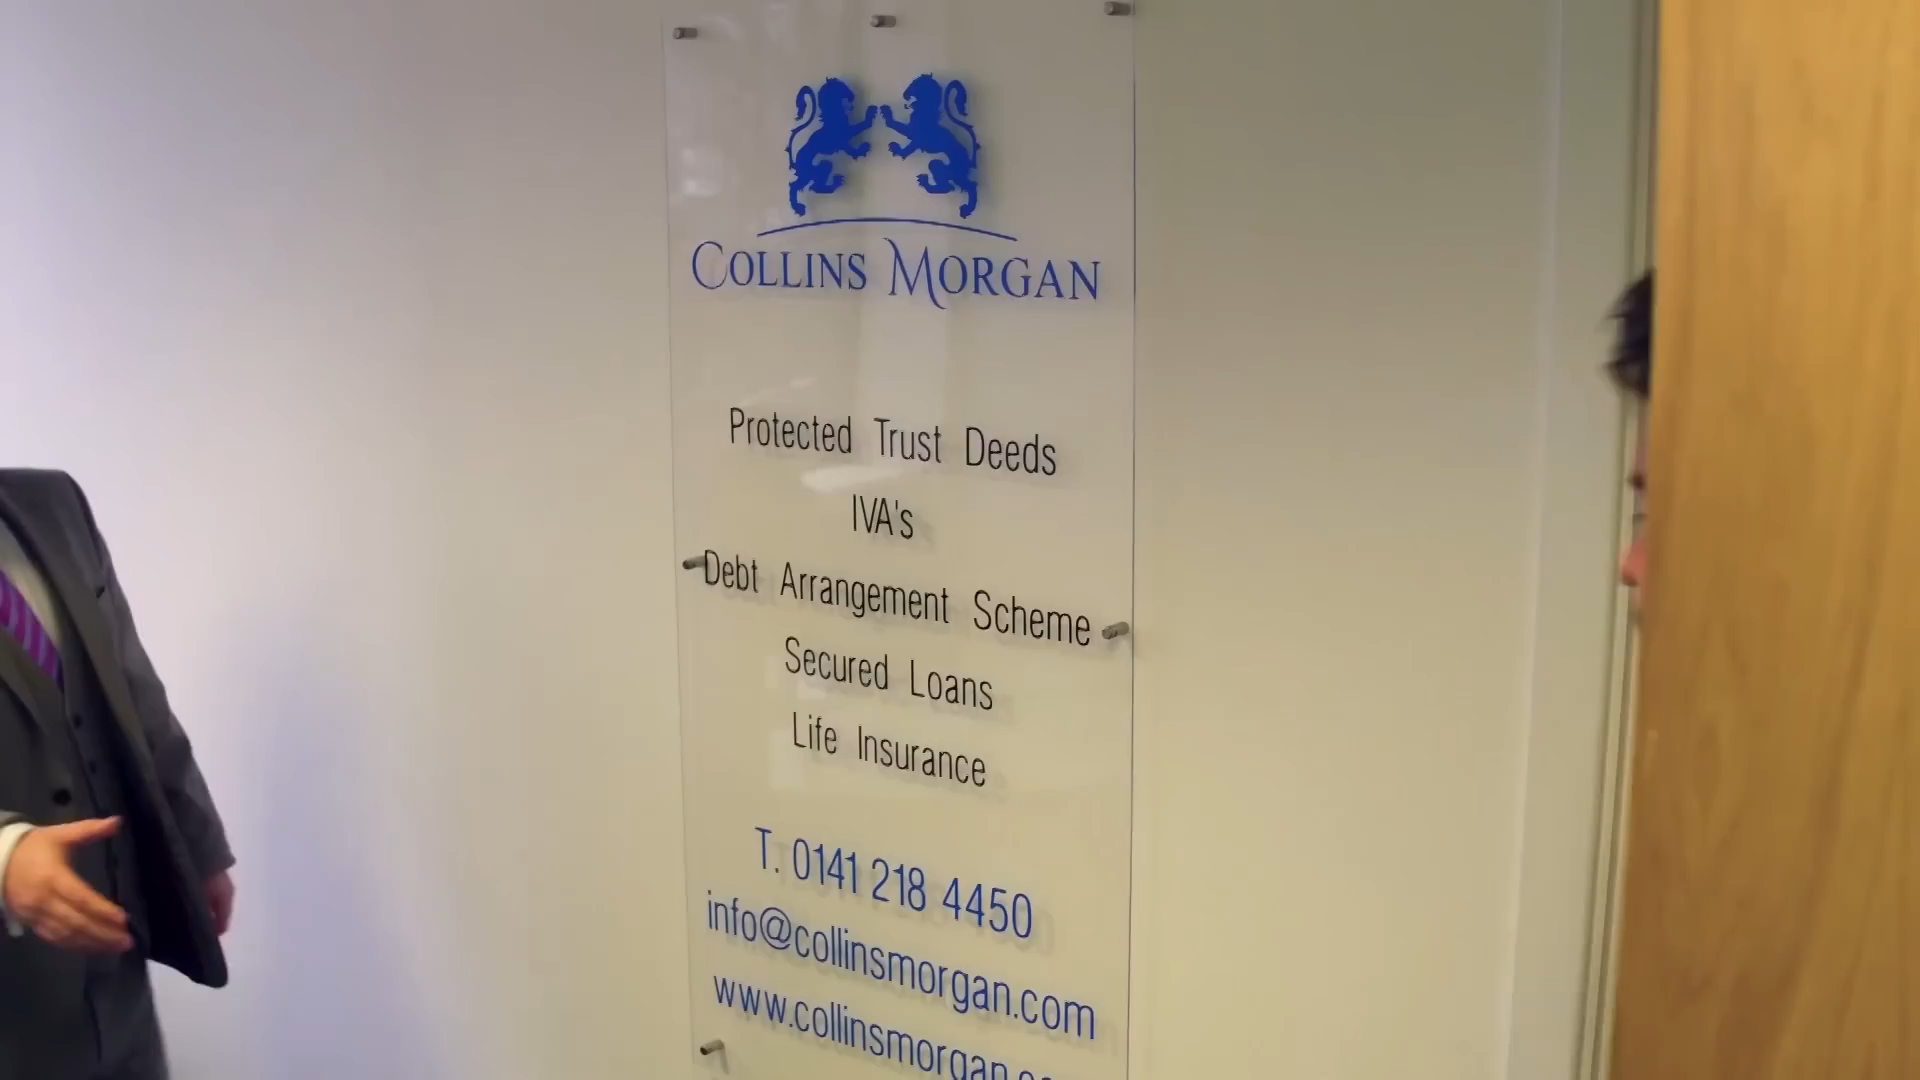 COLLINS MORGAN
Protected Trust Deeds
IVA's
Debt Arrangement Scheme
Secured Loans
Life Insurance
T. 0141 218 4450
info@collinsmorgan.com